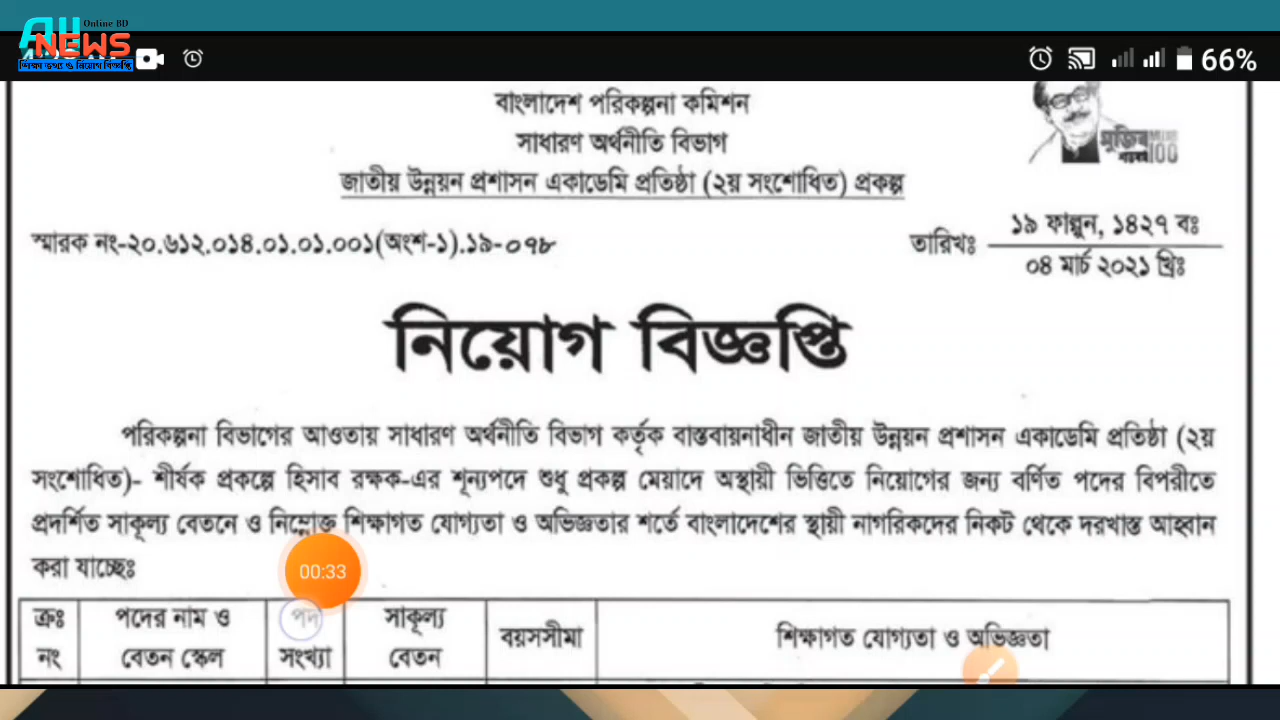 Online BD
NEWS
শিক্ষা তথ্য ও নিয়োগ বিজ্ঞপ্তি
66%
বাংলাদেশ পরিকল্পনা কমিশন
সাধারণ অর্থনীতি বিভাগ
জাতীয় উন্নয়ন প্রশাসন একাডেমি প্রতিষ্ঠা (২য় সংশোধিত) প্রকল্প
মুজিব
100
স্মারক নং-২০.৬১২.০১৪.০১.০১.০০১(অংশ-১).১৯-০৭৮
তারিখঃ ১৯ ফাল্গুন, ১৪২৭ বঃ
০৪ মার্চ ২০২১ খ্রিঃ
নিয়োগ বিজ্ঞপ্তি
পরিকল্পনা বিভাগের আওতায় সাধারণ অর্থনীতি বিভাগ কর্তৃক বাস্তবায়নাধীন জাতীয় উন্নয়ন প্রশাসন একাডেমি প্রতিষ্ঠা (২য়
সংশোধিত)- শীর্ষক প্রকল্পে হিসাব রক্ষক-এর শূন্যপদে শুধু প্রকল্প মেয়াদে অস্থায়ী ভিত্তিতে নিয়োগের জন্য বর্ণিত পদের বিপরীতে
প্রদর্শিত সাকূল্য বেতনে ও নিম্নোক্ত শিক্ষাগত যোগ্যতা ও অভিজ্ঞতার শর্তে বাংলাদেশের স্থায়ী নাগরিকদের নিকট থেকে দরখাস্ত আহ্বান
করা যাচ্ছেঃ
00:33
ক্রঃ নং
পদের নাম ও বেতন স্কেল
পদ সংখ্যা
সাকূল্য বেতন
বয়সসীমা
শিক্ষাগত যোগ্যতা ও অভিজ্ঞতা